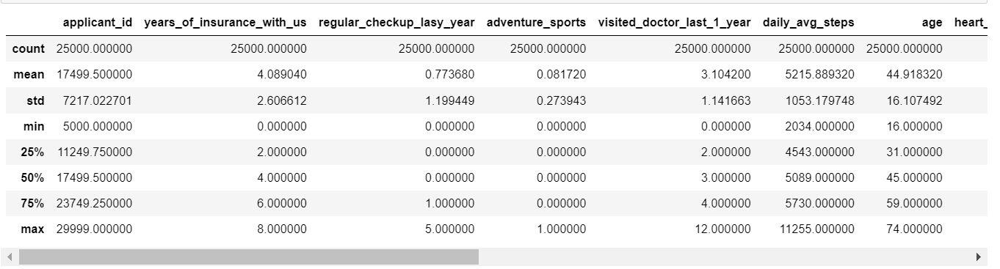 applicant_id years_of_insurance_with_us regular_checkup_lasy_year adventure_sports visited_doctor_last_1_year daily_avg_steps age heart_
count 25000.000000 25000.000000 25000.000000 25000.000000 25000.000000 25000.000000 25000.000000
mean 17499.500000 4.089040 0.773680 0.081720 3.104200 5215.889320 44.918320
std 7217.022701 2.606612 1.199449 0.273943 1.141663 1053.179748 16.107492
min 5000.000000 0.000000 0.000000 0.000000 0.000000 2034.000000 16.000000
25% 11249.750000 2.000000 0.000000 0.000000 2.000000 4543.000000 31.000000
50% 17499.500000 4.000000 0.000000 0.000000 3.000000 5089.000000 45.000000
75% 23749.250000 6.000000 1.000000 0.000000 4.000000 5730.000000 59.000000
max 29999.000000 8.000000 5.000000 1.000000 12.000000 11255.000000 74.000000